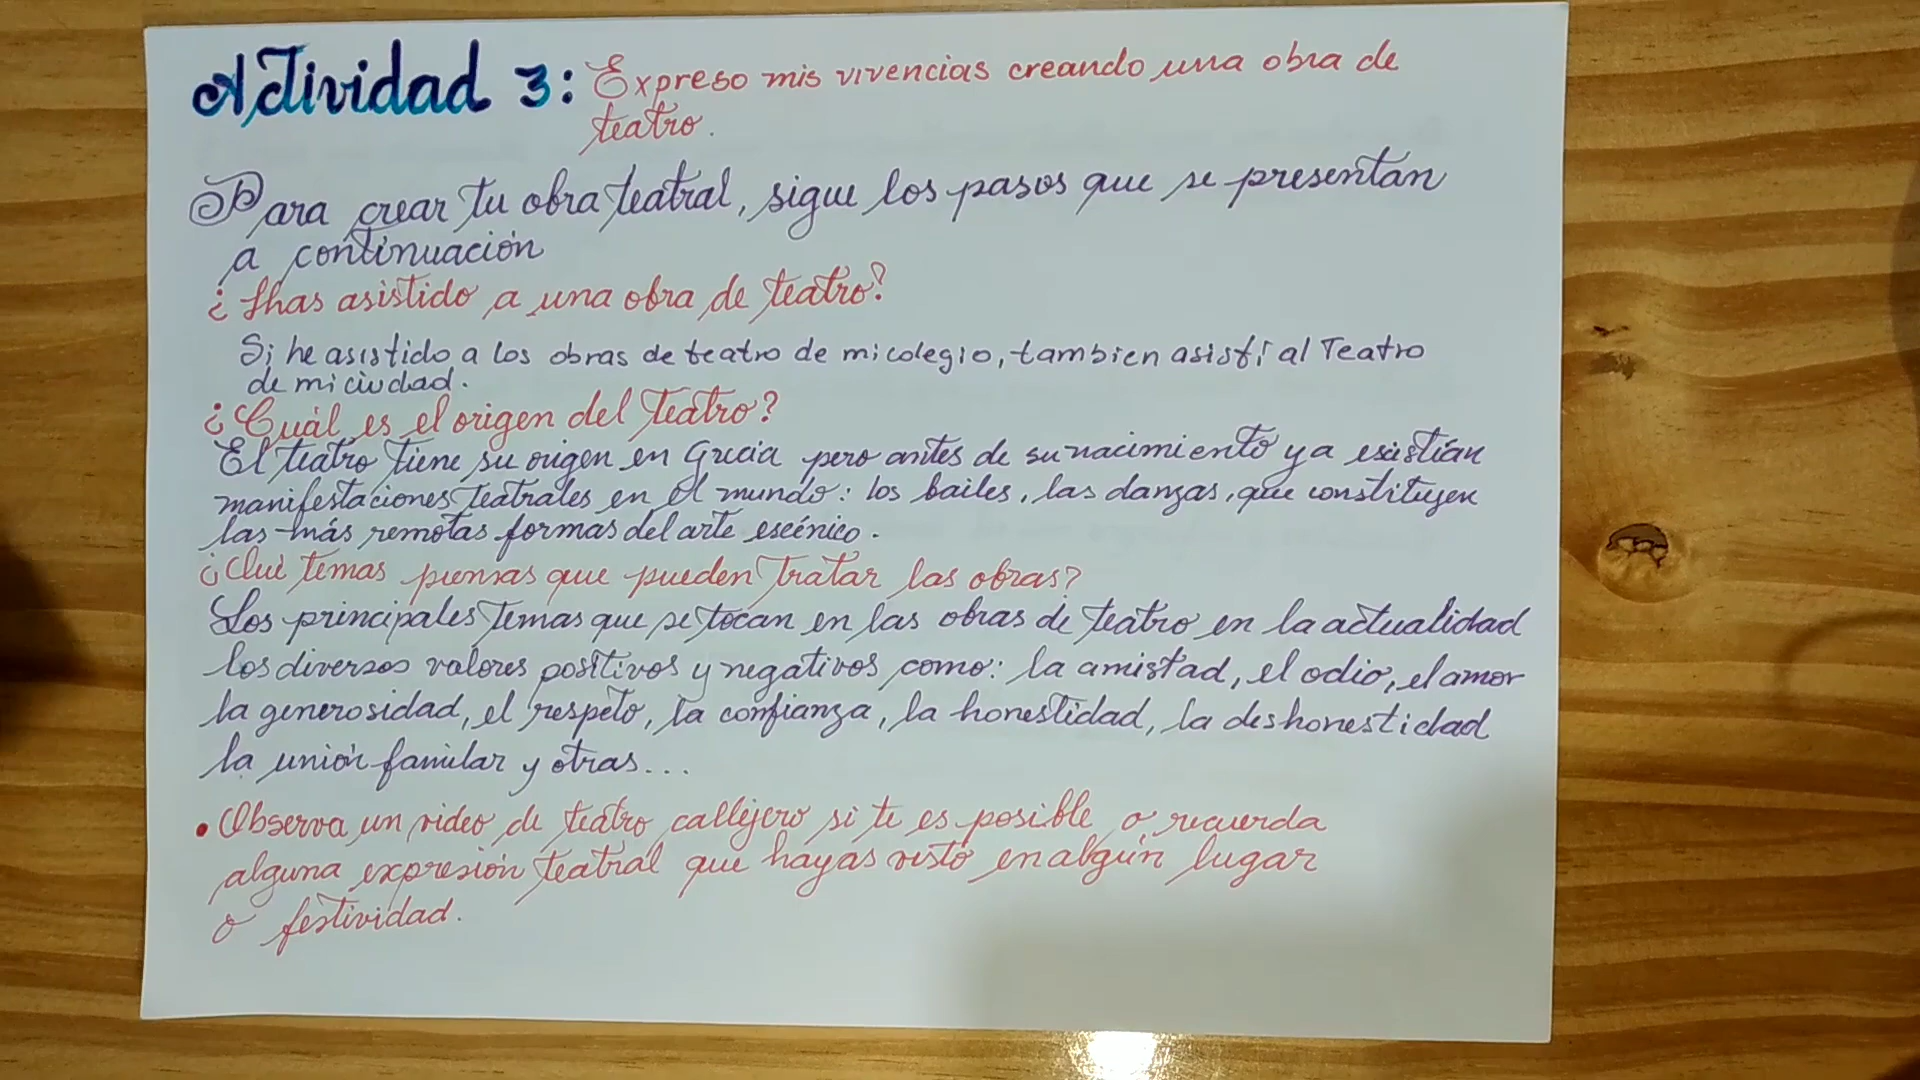 Actividad 3: Expreso mis vivencias creando una obra de
teatro.
Para crear tu obra teatral, sigue los pasos que se presentan
a continuación
¿Has asistido a una obra de teatro?
Si he asistido a los obras de teatro de mi colegio, tambien asistí al Teatro
de mi ciudad.
¿Cuál es el origen del teatro?
El teatro tiene su origen en Grecia pero antes de su nacimiento ya existían
manifestaciones teatrales en el mundo: los bailes, las danzas, que constituyen
las más remotas formas del arte escénico.
¿Qué temas piensas que pueden tratar las obras?
Los principales temas que se tocan en las obras de teatro en la actualidad
los diversos valores positivos y negativos como: la amistad, el odio, el amor
la generosidad, el respeto, la confianza, la honestidad, la deshonestidad
la unión familar y otras...
• Observa un video de teatro callejero si te es posible o recuerda
alguna expresión teatral que hayas visto en algún lugar
o festividad.